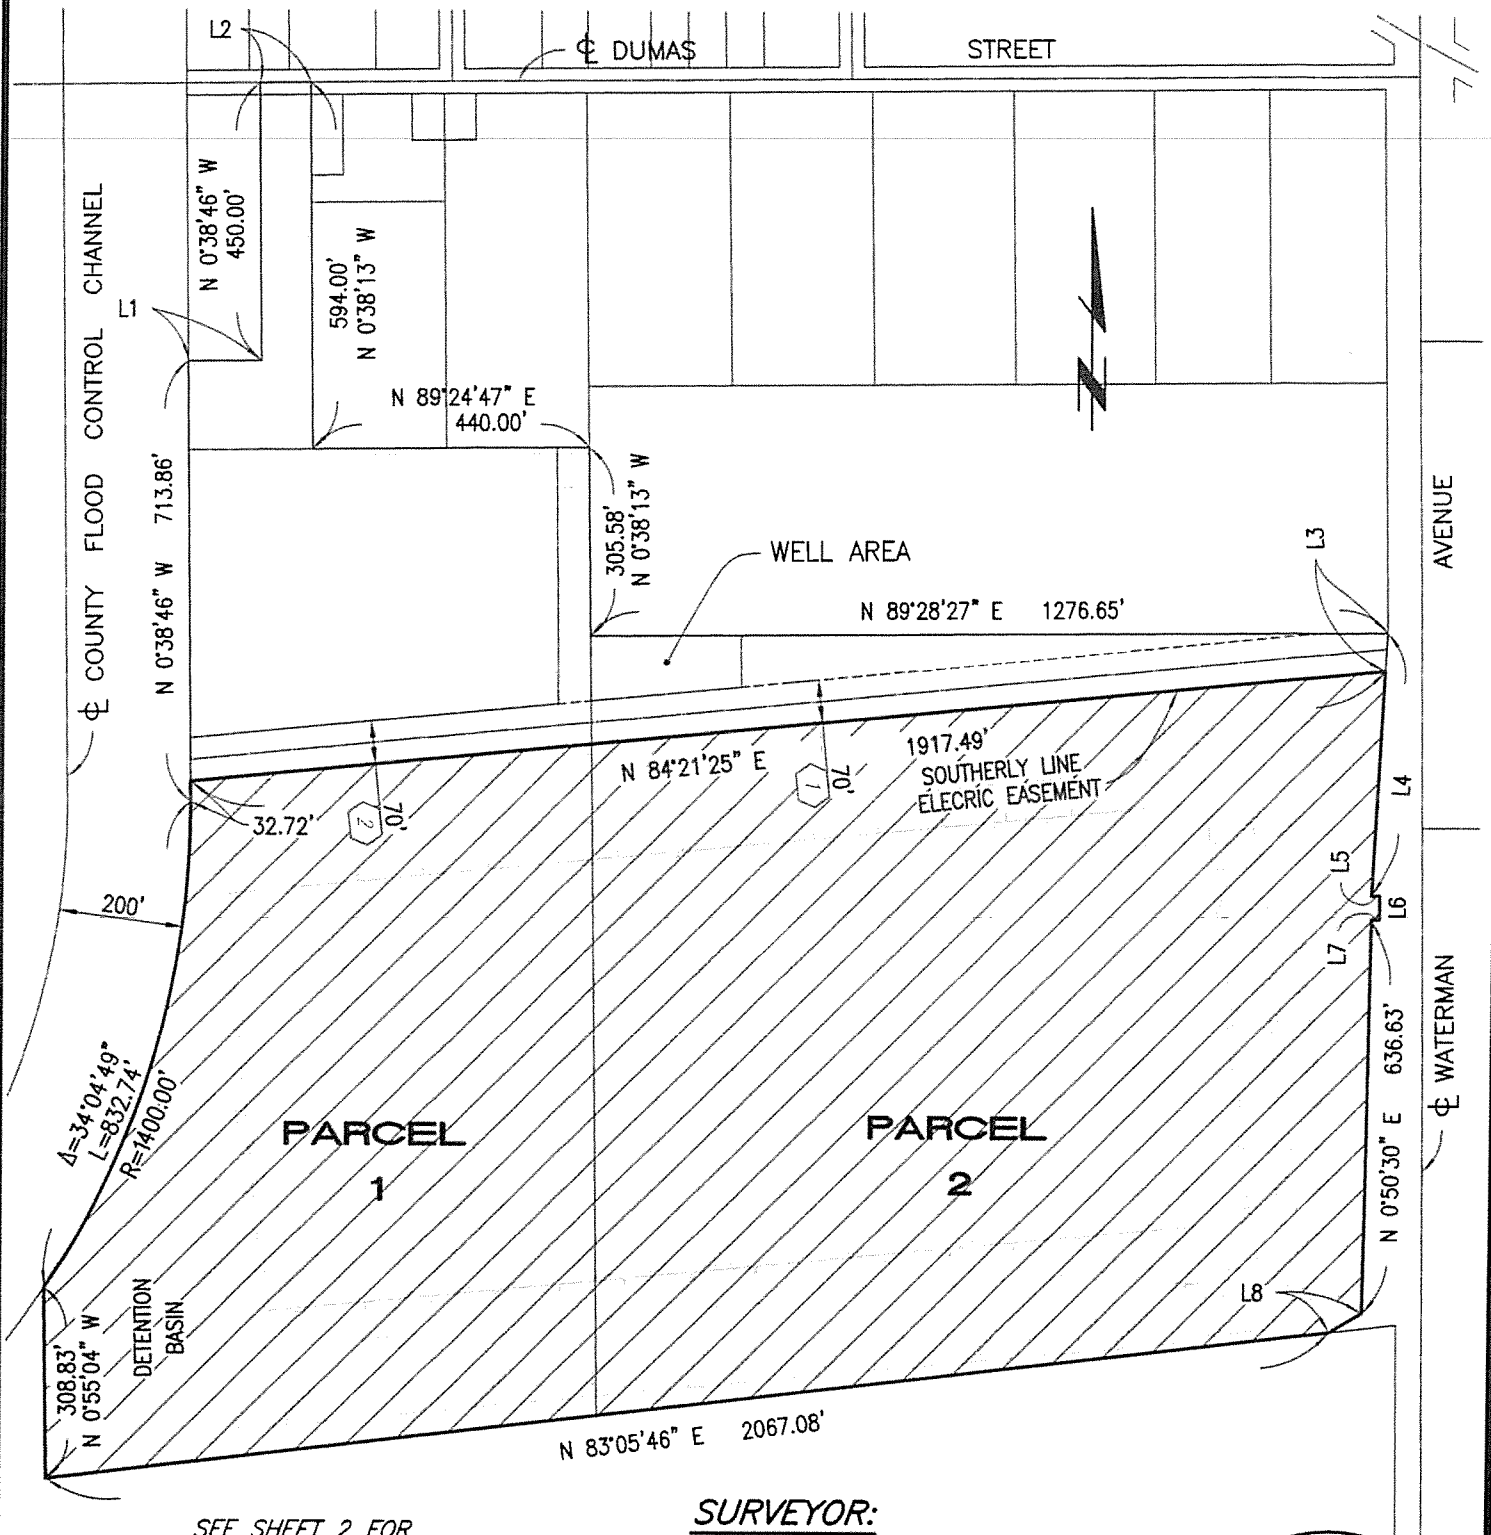 L2
℄ DUMAS STREET
N 0°38'46" W
450.00'
℄ COUNTY FLOOD CONTROL CHANNEL
L1
594.00'
N 0°38'13" W
N 89°24'47" E
440.00'
N 0°38'46" W 713.86'
305.58'
N 0°38'13" W
WELL AREA
L3
AVENUE
N 89°28'27" E 1276.65'
N 84°21'25" E
1917.49'
SOUTHERLY LINE
ELECRIC EASEMENT
1
70'
2
70'
32.72'
L4
L5
L6
L7
200'
℄ WATERMAN
N 0°50'30" E 636.63'
Δ=34°04'49"
L=832.74'
R=1400.00'
PARCEL
1
PARCEL
2
L8
DETENTION
BASIN
308.83'
N 0°55'04" W
N 83°05'46" E 2067.08'
SURVEYOR:
SEE SHEET 2 FOR